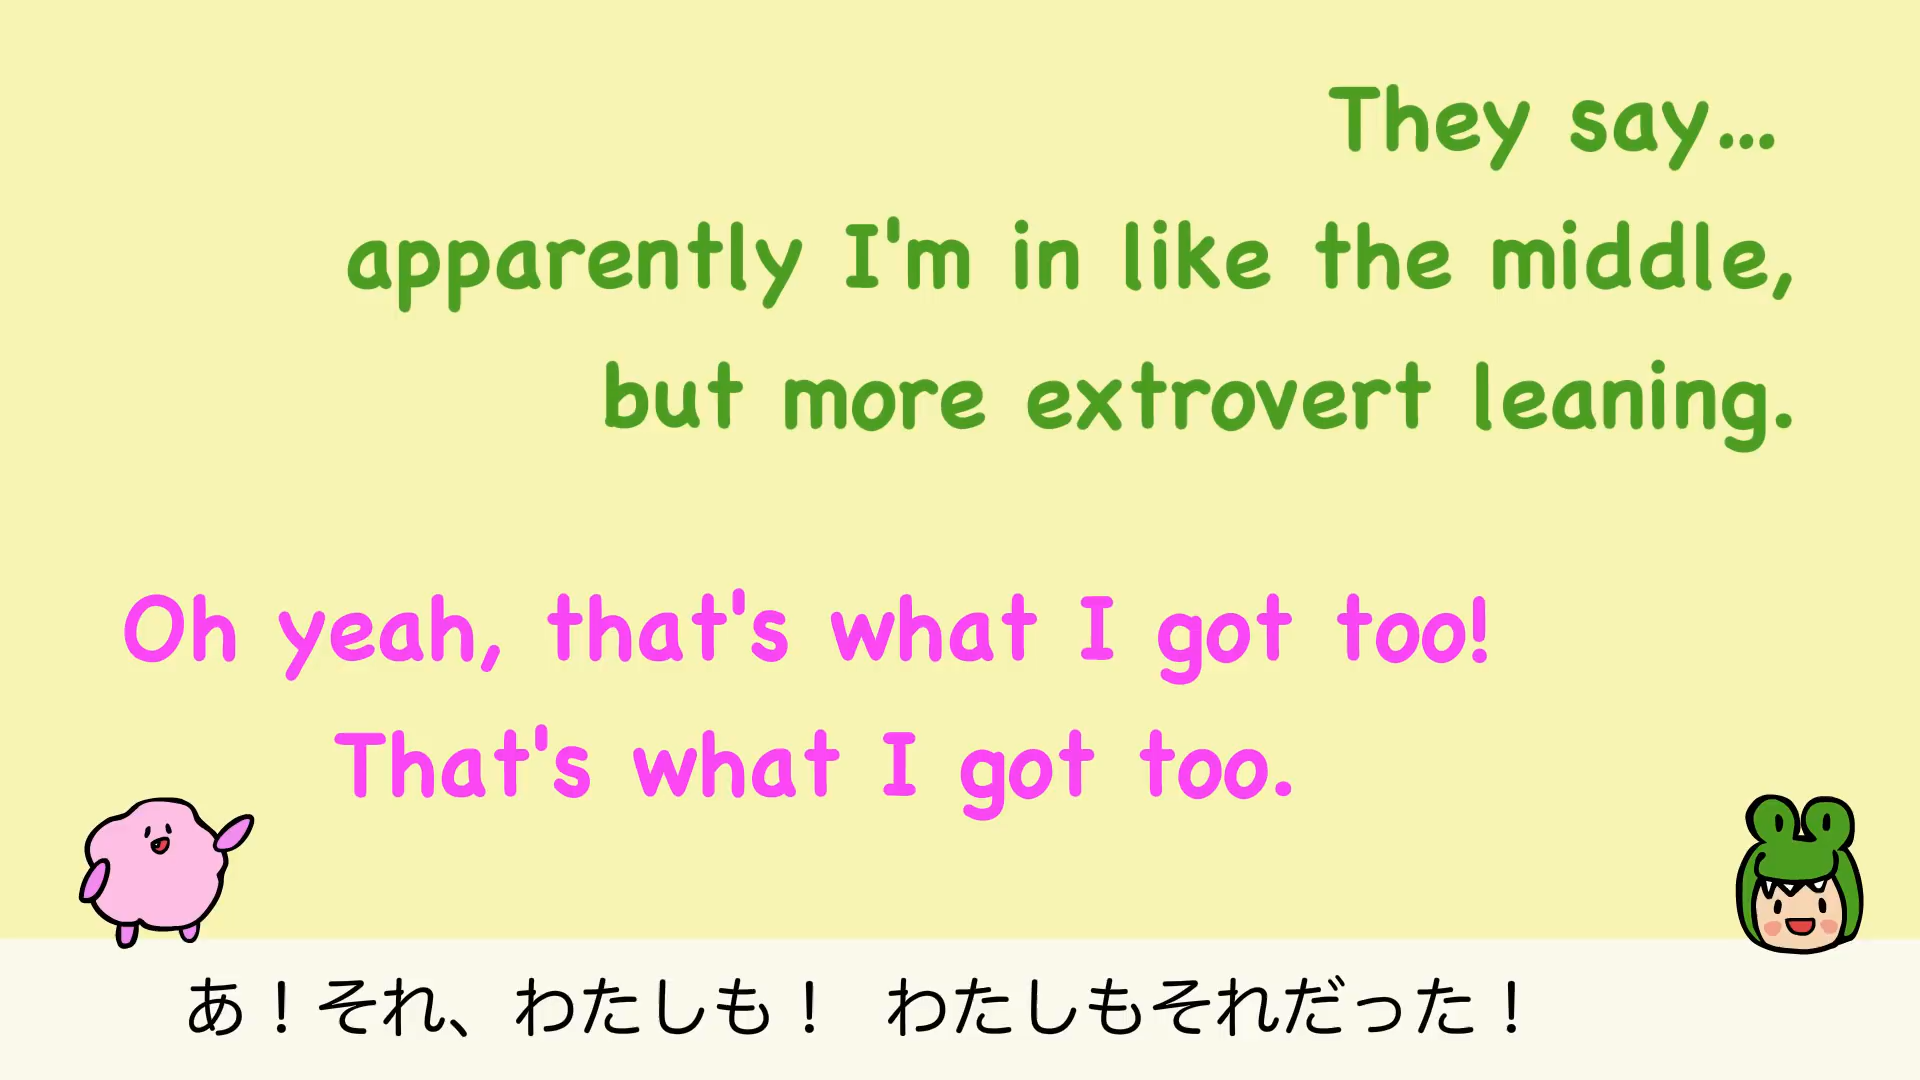 They say...
apparently I'm in like the middle,
but more extrovert leaning.
Oh yeah, that's what I got too!
That's what I got too.
あ！それ、わたしも！　わたしもそれだった！